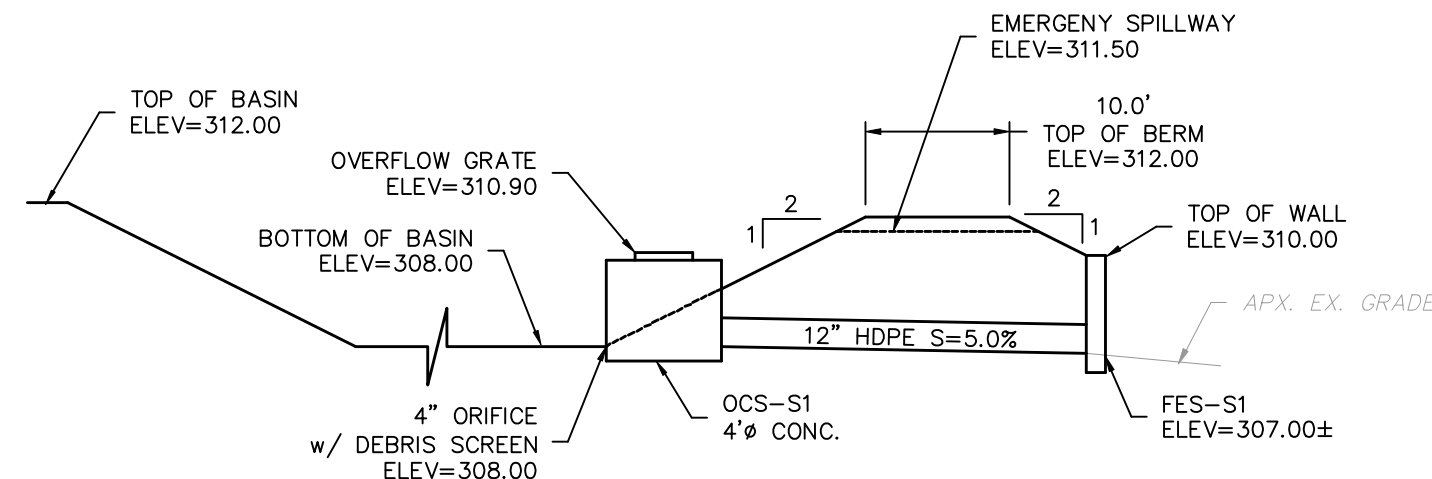 EMERGENY SPILLWAY
ELEV=311.50
TOP OF BASIN
ELEV=312.00
10.0'
TOP OF BERM
ELEV=312.00
OVERFLOW GRATE
ELEV=310.90
2
1
2
1
TOP OF WALL
ELEV=310.00
BOTTOM OF BASIN
ELEV=308.00
APX. EX. GRADE
12" HDPE S=5.0%
4" ORIFICE
w/ DEBRIS SCREEN
ELEV=308.00
OCS-S1
4'ø CONC.
FES-S1
ELEV=307.00±